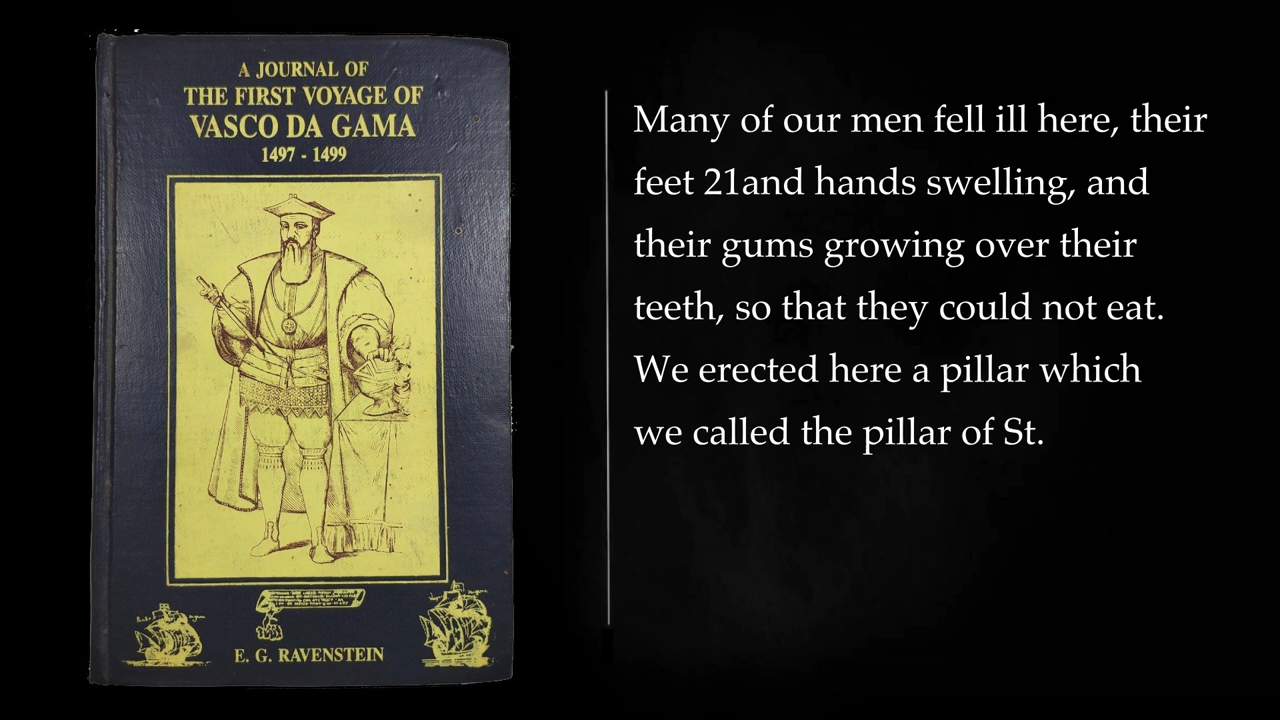 A JOURNAL OF
THE FIRST VOYAGE OF
VASCO DA GAMA
1497 - 1499
E. G. RAVENSTEIN
Many of our men fell ill here, their
feet 21and hands swelling, and
their gums growing over their
teeth, so that they could not eat.
We erected here a pillar which
we called the pillar of St.